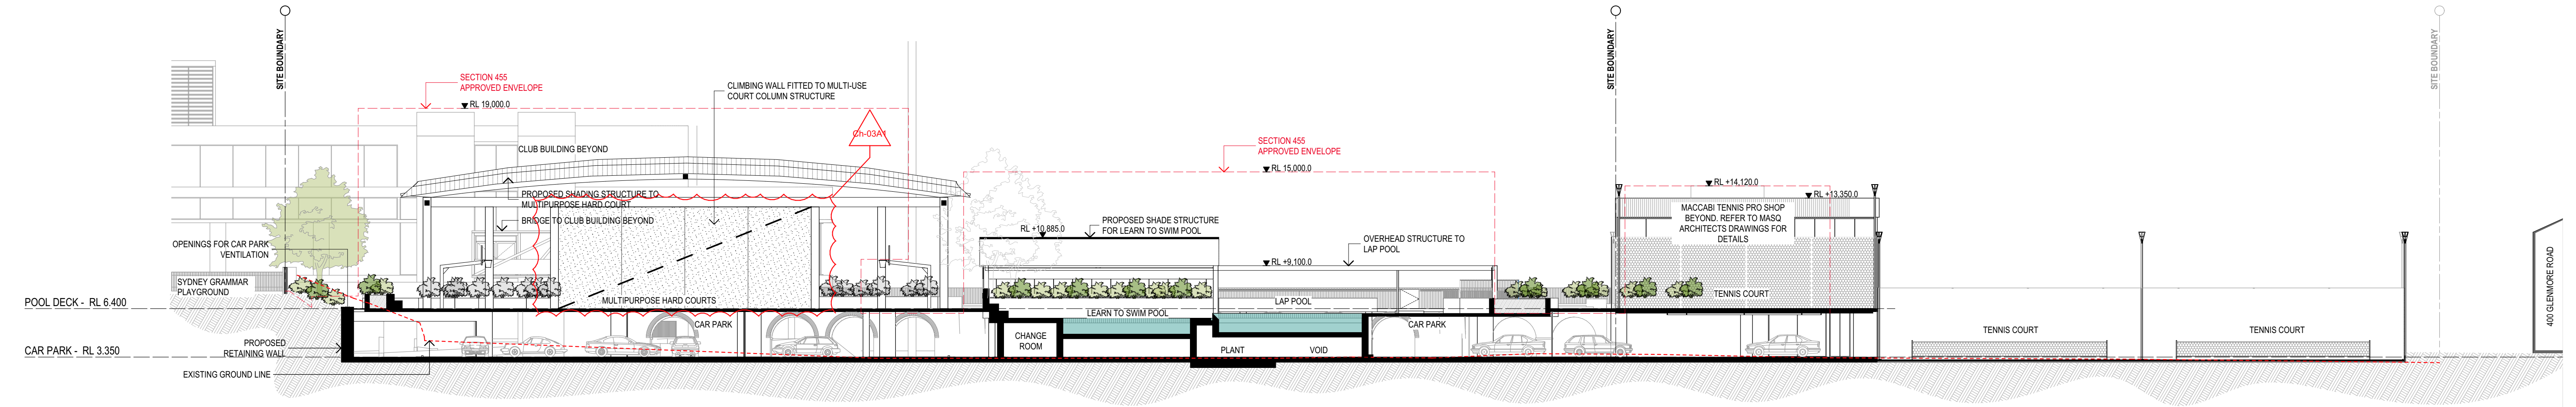 SITE BOUNDARY
SECTION 455
APPROVED ENVELOPE
RL 19,000.0
CLIMBING WALL FITTED TO MULTI-USE
COURT COLUMN STRUCTURE
Ch-03A1
CLUB BUILDING BEYOND
PROPOSED SHADING STRUCTURE TO
MULTIPURPOSE HARD COURT
BRIDGE TO CLUB BUILDING BEYOND
OPENINGS FOR CAR PARK
VENTILATION
SYDNEY GRAMMAR
PLAYGROUND
POOL DECK - RL 6.400
MULTIPURPOSE HARD COURTS
CAR PARK
PROPOSED
RETAINING WALL
CAR PARK - RL 3.350
EXISTING GROUND LINE
SECTION 455
APPROVED ENVELOPE
RL 15,000.0
RL +10,885.0
PROPOSED SHADE STRUCTURE
FOR LEARN TO SWIM POOL
OVERHEAD STRUCTURE TO
LAP POOL
RL +9,100.0
LAP POOL
LEARN TO SWIM POOL
CHANGE
ROOM
PLANT
VOID
CAR PARK
SITE BOUNDARY
RL +14,120.0
RL +13,350.0
MACCABI TENNIS PRO SHOP
BEYOND. REFER TO MASQ
ARCHITECTS DRAWINGS FOR
DETAILS
TENNIS COURT
TENNIS COURT
TENNIS COURT
SITE BOUNDARY
400 GLENMORE ROAD